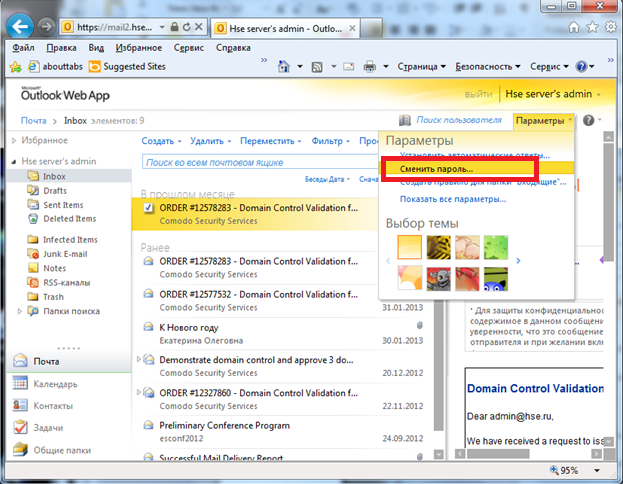 https://mail2.hse...
Hse server's admin - Outlo...
Файл Правка Вид Избранное Сервис Справка
abouttabs Suggested Sites
Страница Безопасность Сервис
Microsoft
Outlook Web App
выйти Hse server's admin
Почта > Inbox элементов: 9
Поиск пользователя Параметры
Избранное
Hse server's admin
Inbox
Drafts
Sent Items
Deleted Items
Infected Items
Junk E-mail
Notes
RSS-каналы
Trash
Папки поиска
Почта
Календарь
Контакты
Задачи
Общие папки
Создать Удалить Переместить Фильтр
Поиск во всем почтовом ящике
Беседы Дата
В прошлом месяце
ORDER #12578283 - Domain Control Validation f...
Comodo Security Services
Ранее
ORDER #12578283 - Domain Control Validation f...
Comodo Security Services
ORDER #12577532 - Domain Control Validation f...
Comodo Security Services 31.01.2013
К Нового году
Екатерина Олеговна 30.01.2013
Demonstrate domain control and approve 3 do...
Comodo Security Services 20.12.2012
ORDER #12327860 - Domain Control Validation f...
Comodo Security Services 22.11.2012
Preliminary Conference Program
esconf2012 24.09.2012
Successful Mail Delivery Report
Параметры
Установить автоматические ответы...
Сменить пароль...
Создать правило для папки "Входящие"...
Показать все параметры...
Выбор темы
Для защиты конфиденциальнос
содержимое в данном сообщени
уверенности, что это сообщение
отправителя и при желании вклю
Domain Control Validation
Dear admin@hse.ru,
We have received a request to iss
95%